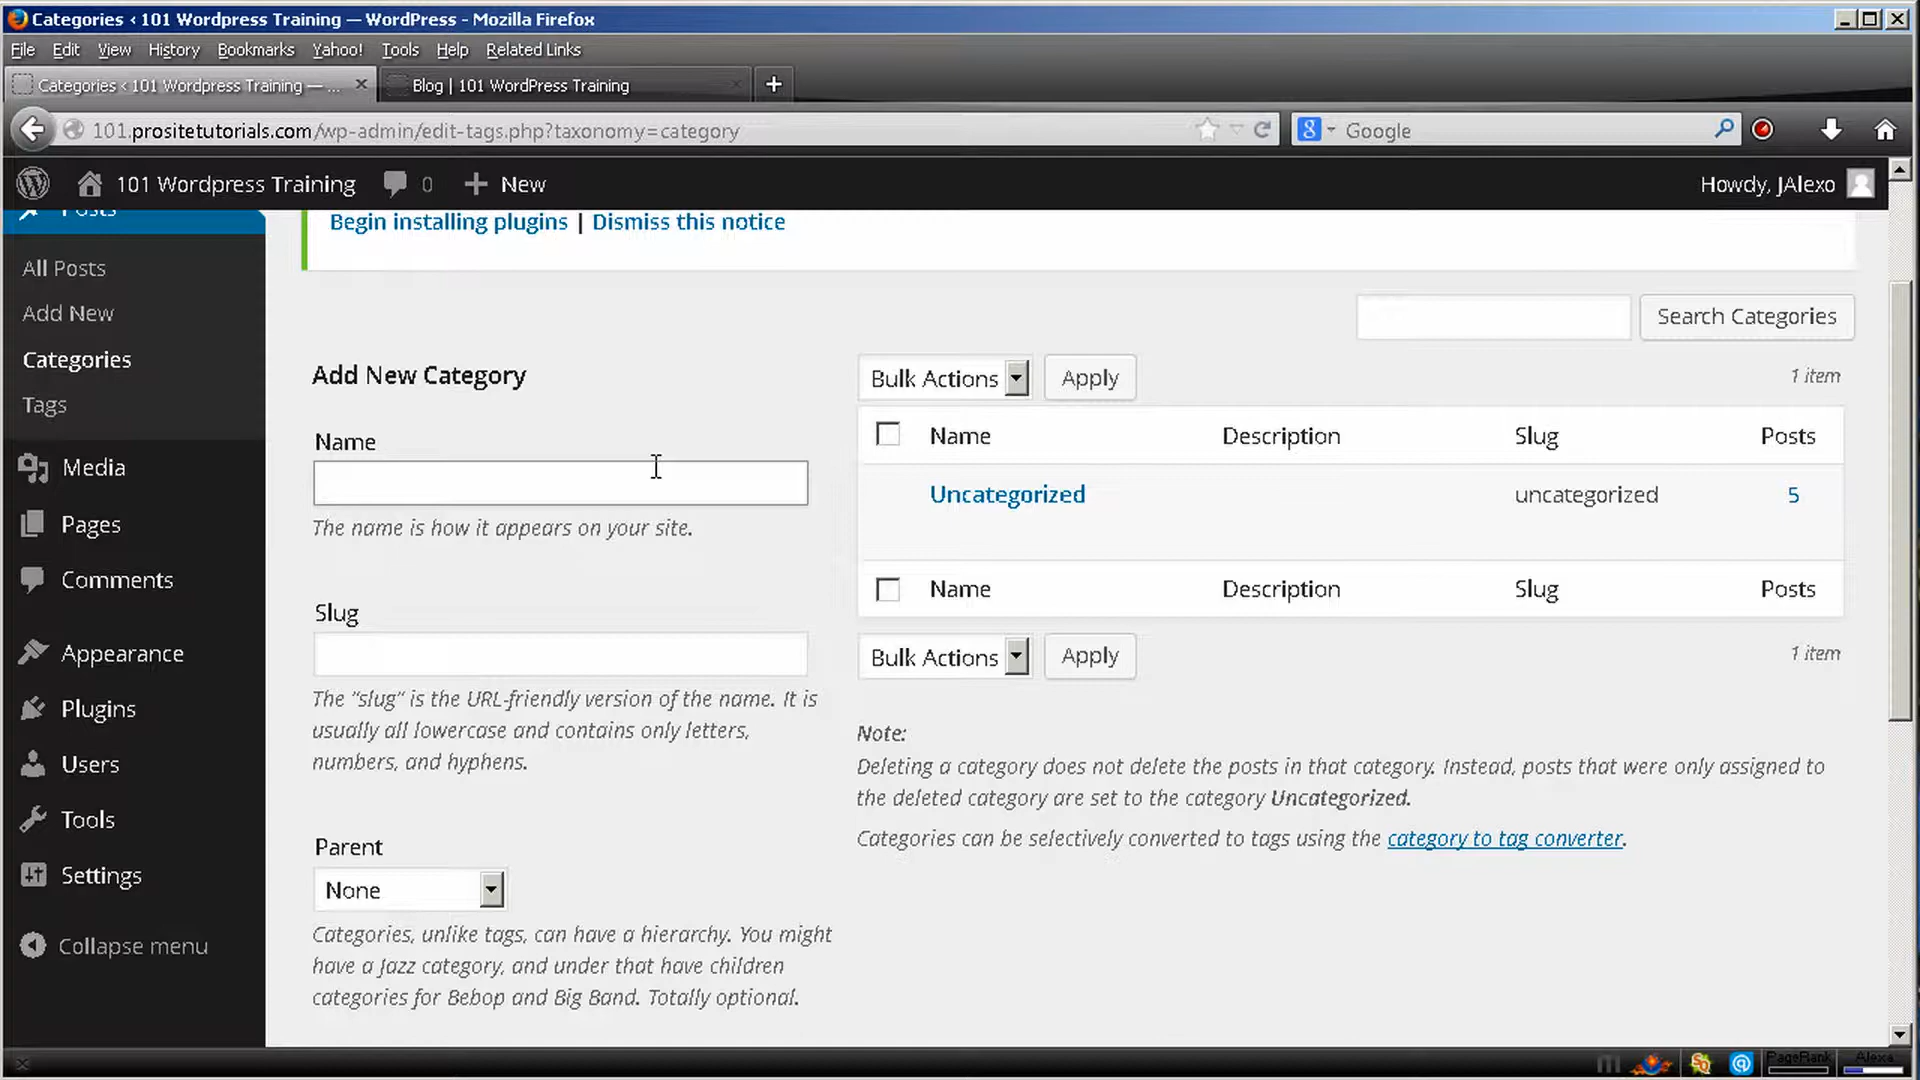 Categories < 101 Wordpress Training — WordPress - Mozilla Firefox
File Edit View History Bookmarks Yahoo! Tools Help Related Links
Categories < 101 Wordpress Training — ...
Blog | 101 WordPress Training
101.prositetutorials.com/wp-admin/edit-tags.php?taxonomy=category
Google
101 Wordpress Training
0
New
Howdy, JAlexo
Posts
Begin installing plugins | Dismiss this notice
All Posts
Add New
Categories
Tags
Media
Pages
Comments
Appearance
Plugins
Users
Tools
Settings
Collapse menu
Search Categories
Add New Category
Name
The name is how it appears on your site.
Slug
The “slug” is the URL-friendly version of the name. It is
usually all lowercase and contains only letters,
numbers, and hyphens.
Parent
None
Categories, unlike tags, can have a hierarchy. You might
have a Jazz category, and under that have children
categories for Bebop and Big Band. Totally optional.
Bulk Actions Apply
1 item
Name Description Slug Posts
Uncategorized uncategorized 5
Name Description Slug Posts
Bulk Actions Apply
1 item
Note:
Deleting a category does not delete the posts in that category. Instead, posts that were only assigned to
the deleted category are set to the category Uncategorized.
Categories can be selectively converted to tags using the category to tag converter.
PageRank
Alexa